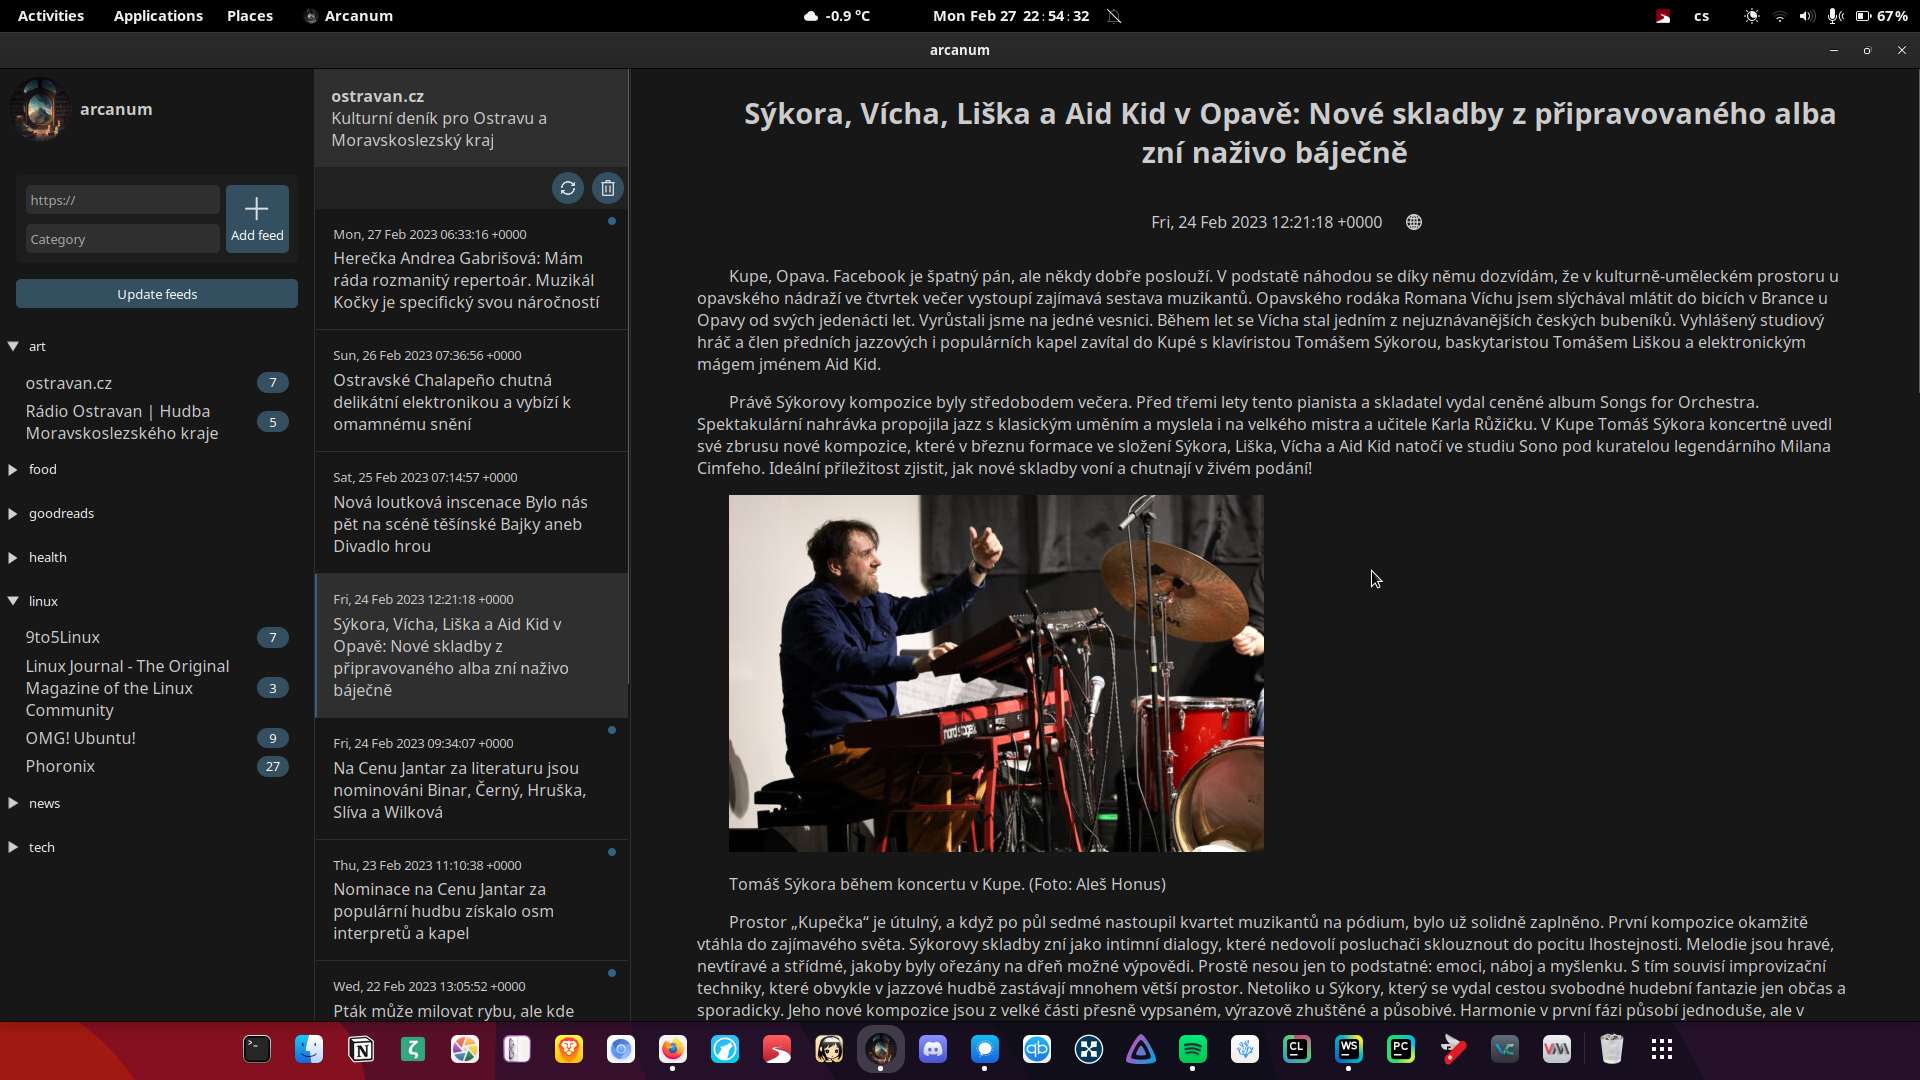 Activities Applications Places Arcanum -0.9 °C Mon Feb 27 22:54:32 cs 67%
arcanum
arcanum
https://
Category
Add feed
Update feeds
art
ostravan.cz 7
Rádio Ostravan | Hudba
Moravskoslezského kraje 5
food
goodreads
health
linux
9to5Linux 7
Linux Journal - The Original
Magazine of the Linux 3
Community
OMG! Ubuntu! 9
Phoronix 27
news
tech
ostravan.cz
Kulturní deník pro Ostravu a
Moravskoslezský kraj
Mon, 27 Feb 2023 06:33:16 +0000
Herečka Andrea Gabrišová: Mám
ráda rozmanitý repertoár. Muzikál
Kočky je specifický svou náročností
Sun, 26 Feb 2023 07:36:56 +0000
Ostravské Chalapeño chutná
delikátní elektronikou a vybízí k
omamnému snění
Sat, 25 Feb 2023 07:14:57 +0000
Nová loutková inscenace Bylo nás
pět na scéně těšínské Bajky aneb
Divadlo hrou
Fri, 24 Feb 2023 12:21:18 +0000
Sýkora, Vícha, Liška a Aid Kid v
Opavě: Nové skladby z
připravovaného alba zní naživo
báječně
Fri, 24 Feb 2023 09:34:07 +0000
Na Cenu Jantar za literaturu jsou
nominováni Binar, Černý, Hruška,
Slíva a Wilková
Thu, 23 Feb 2023 11:10:38 +0000
Nominace na Cenu Jantar za
populární hudbu získalo osm
interpretů a kapel
Wed, 22 Feb 2023 13:05:52 +0000
Pták může milovat rybu, ale kde
Sýkora, Vícha, Liška a Aid Kid v Opavě: Nové skladby z připravovaného alba
zní naživo báječně
Fri, 24 Feb 2023 12:21:18 +0000
Kupe, Opava. Facebook je špatný pán, ale někdy dobře poslouží. V podstatě náhodou se díky němu dozvídám, že v kulturně-uměleckém prostoru u
opavského nádraží ve čtvrtek večer vystoupí zajímavá sestava muzikantů. Opavského rodáka Romana Víchu jsem slýchával mlátit do bicích v Brance u
Opavy od svých jedenácti let. Vyrůstali jsme na jedné vesnici. Během let se Vícha stal jedním z nejuznávanějších českých bubeníků. Vyhlášený studiový
hráč a člen předních jazzových i populárních kapel zavítal do Kupé s klavíristou Tomášem Sýkorou, baskytaristou Tomášem Liškou a elektronickým
mágem jménem Aid Kid.
Právě Sýkorovy kompozice byly středobodem večera. Před třemi lety tento pianista a skladatel vydal ceněné album Songs for Orchestra.
Spektakulární nahrávka propojila jazz s klasickým uměním a myslela i na velkého mistra a učitele Karla Růžičku. V Kupe Tomáš Sýkora koncertně uvedl
své zbrusu nové kompozice, které v březnu formace ve složení Sýkora, Liška, Vícha a Aid Kid natočí ve studiu Sono pod kuratelou legendárního Milana
Cimfeho. Ideální příležitost zjistit, jak nové skladby voní a chutnají v živém podání!
nord stage
Tomáš Sýkora během koncertu v Kupe. (Foto: Aleš Honus)
Prostor „Kupečka“ je útulný, a když po půl sedmé nastoupil kvartet muzikantů na pódium, bylo už solidně zaplněno. První kompozice okamžitě
vtáhla do zajímavého světa. Sýkorovy skladby zní jako intimní dialogy, které nedovolí posluchači sklouznout do pocitu lhostejnosti. Melodie jsou hravé,
nevtíravé a střídmé, jakoby byly ořezány na dřeň možné výpovědi. Prostě nesou jen to podstatné: emoci, náboj a myšlenku. S tím souvisí improvizační
techniky, které obvykle v jazzové hudbě zastávají mnohem větší prostor. Netoliko u Sýkory, který se vydal cestou svobodné hudební fantazie jen občas a
sporadicky. Jeho nové kompozice jsou z velké části přesně vypsaném, výrazově zhuštěné a působivé. Harmonie v první fázi působí jednoduše, ale v
N qb CL WS PC VC VM